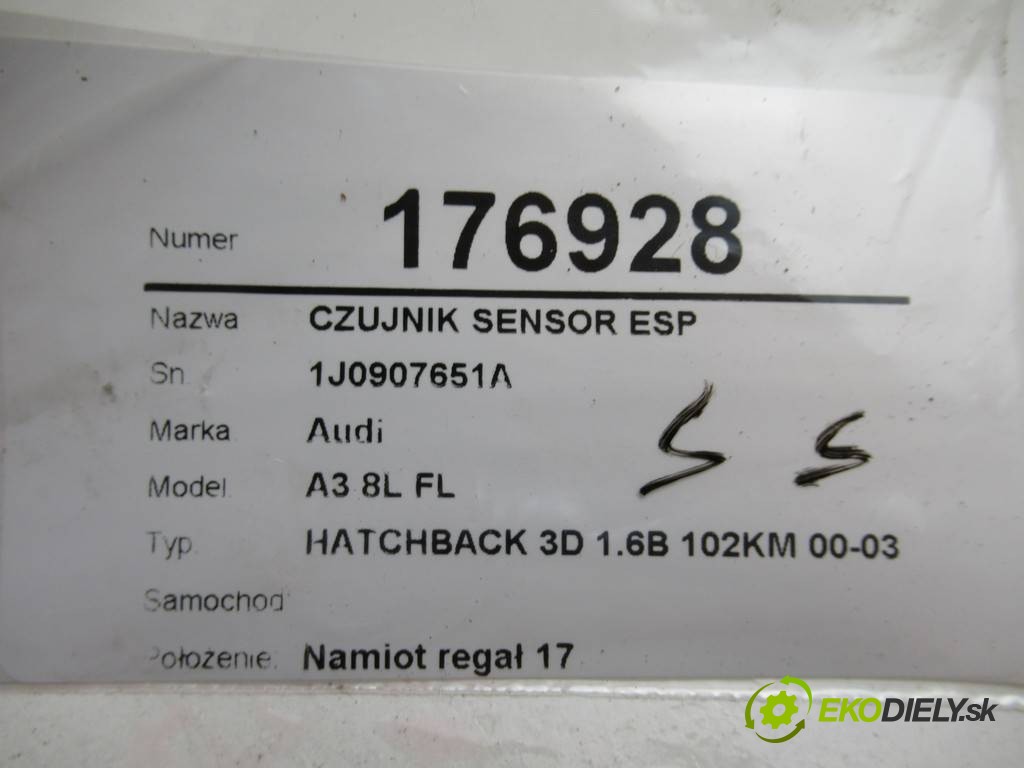 Numer 176928
Nazwa CZUJNIK SENSOR ESP
Sn. 1J0907651A
Marka Audi
Model. A3 8L FL
Typ. HATCHBACK 3D 1.6B 102KM 00-03
Samochod
Położenie: Namiot regał 17
S S
EKODIELY.sk